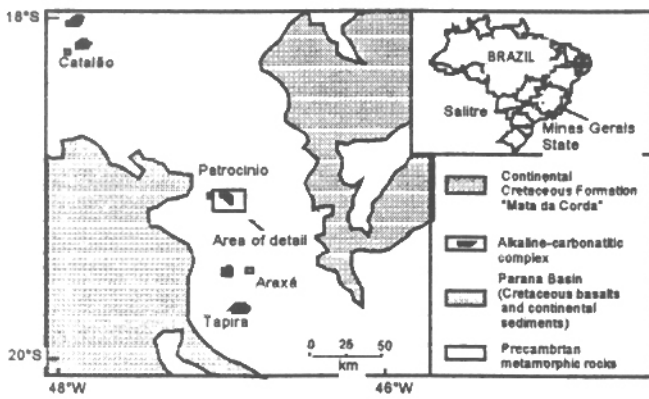 18°S
Catalão
BRAZIL
Salitre
Minas Gerais
State
Patrocinio
Area of detail
Araxá
Tapira
0 25 50
km
20°S
48°W
46°W
Continental
Cretaceous Formation
"Mata da Corda"
Alkaline-carbonatitic
complex
Parana Basin
(Cretaceous basalts
and continental
sediments)
Precambrian
metamorphic rocks